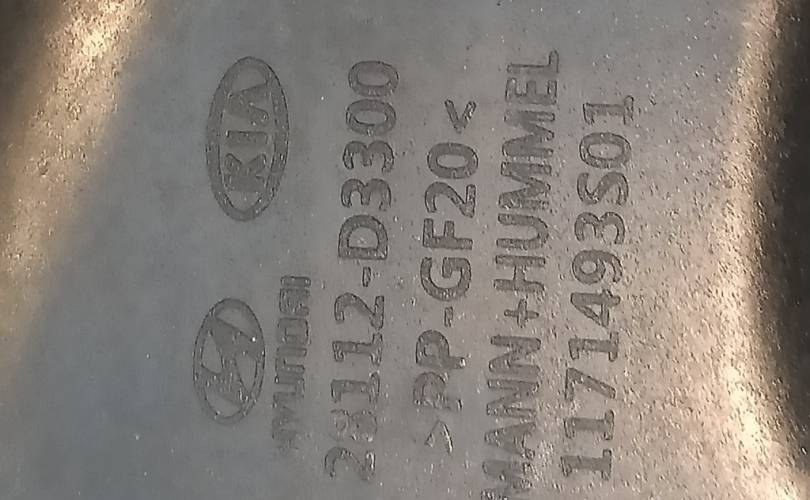 KIA
HYUNDAI
28112-D3300
>PP-GF20<
MANN+HUMMEL
1171493S01